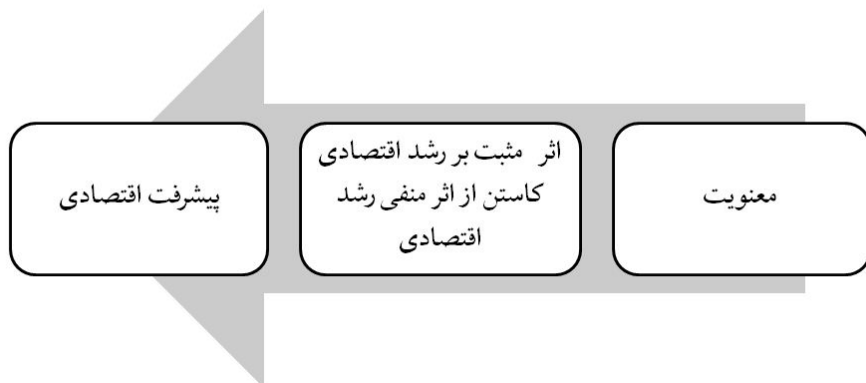 معنویت
اثر مثبت بر رشد اقتصادی
کاستن از اثر منفی رشد
اقتصادی
پیشرفت اقتصادی